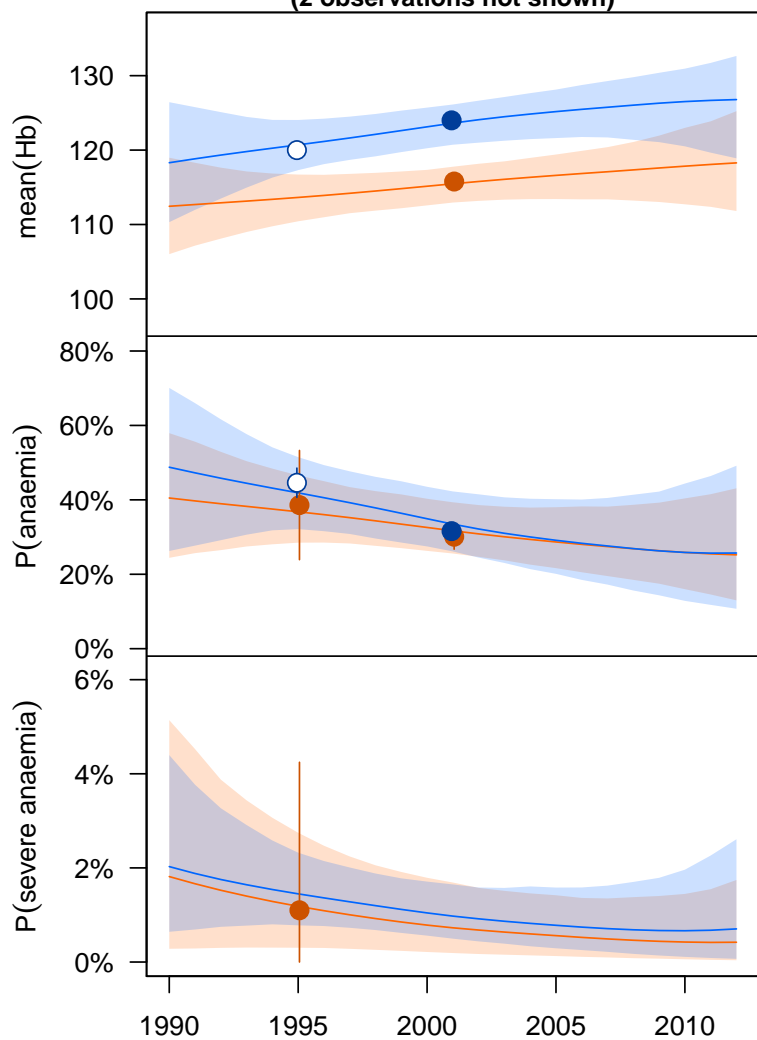 (2 observations not shown)
mean(Hb)
130
120
110
100
P(anaemia)
80%
60%
40%
20%
0%
P(severe anaemia)
6%
4%
2%
0%
1990 1995 2000 2005 2010